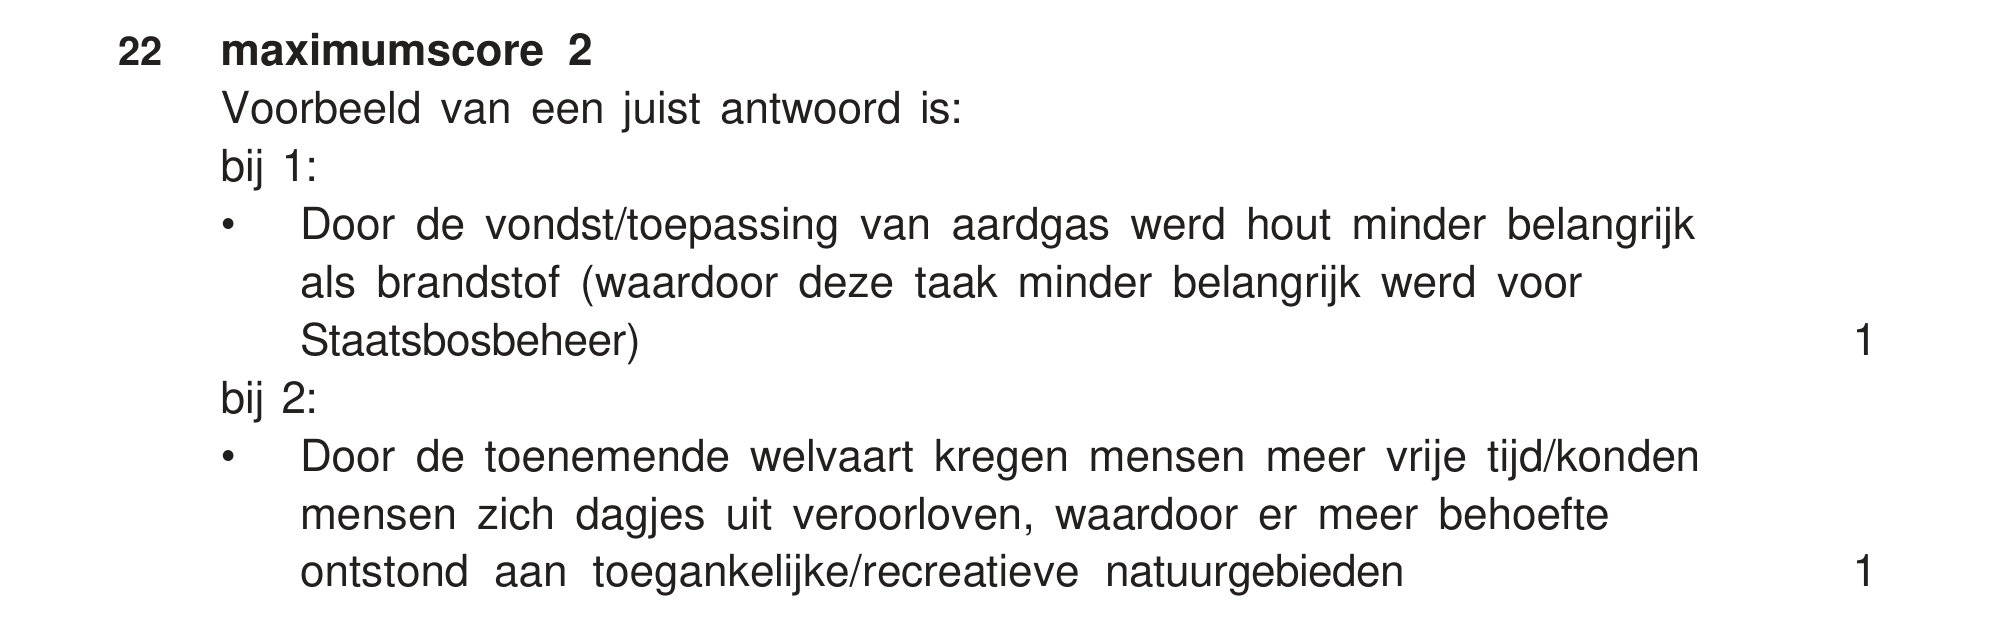 22 maximumscore 2
Voorbeeld van een juist antwoord is:
bij 1:
• Door de vondst/toepassing van aardgas werd hout minder belangrijk
als brandstof (waardoor deze taak minder belangrijk werd voor
Staatsbosbeheer) 1
bij 2:
• Door de toenemende welvaart kregen mensen meer vrije tijd/konden
mensen zich dagjes uit veroorloven, waardoor er meer behoefte
ontstond aan toegankelijke/recreatieve natuurgebieden 1